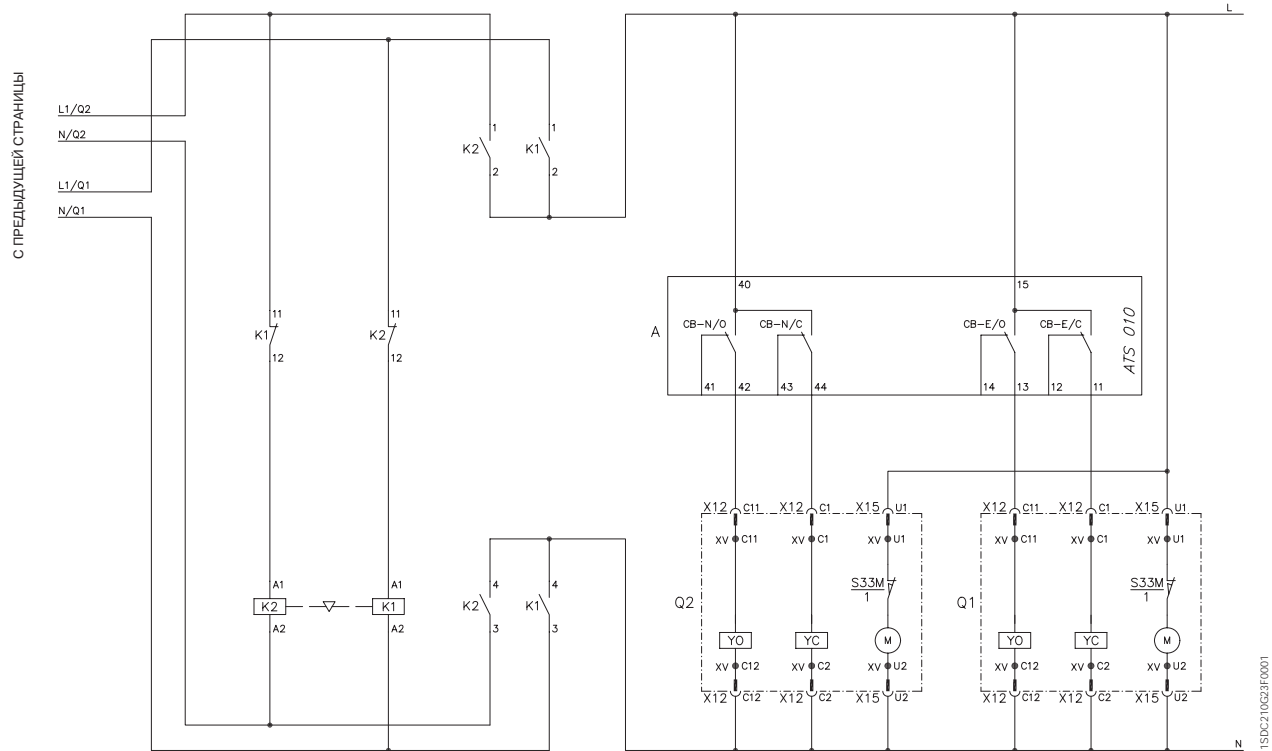 С ПРЕДЫДУЩЕЙ СТРАНИЦЫ
L
L1/Q2
N/Q2
L1/Q1
N/Q1
1 1
K2 K1
2 2
40 15
11 11
K1 K2
12 12
A
CB-N/O CB-N/C CB-E/O CB-E/C
ATS 010
41 42 43 44 14 13 12 11
X12 C11 X12 C1 X15 U1 X12 C11 X12 C1 X15 U1
XV C11 XV C1 XV U1 XV C11 XV C1 XV U1
A1 A1 4 4
S33M S33M
1 1
K2 K1 K2 K1
Q2 Q1
A2 A2 3 3
YO YC M YO YC M
XV C12 XV C2 XV U2 XV C12 XV C2 XV U2
X12 C12 X12 C2 X15 U2 X12 C12 X12 C2 X15 U2
N
1SDC210G23F0001